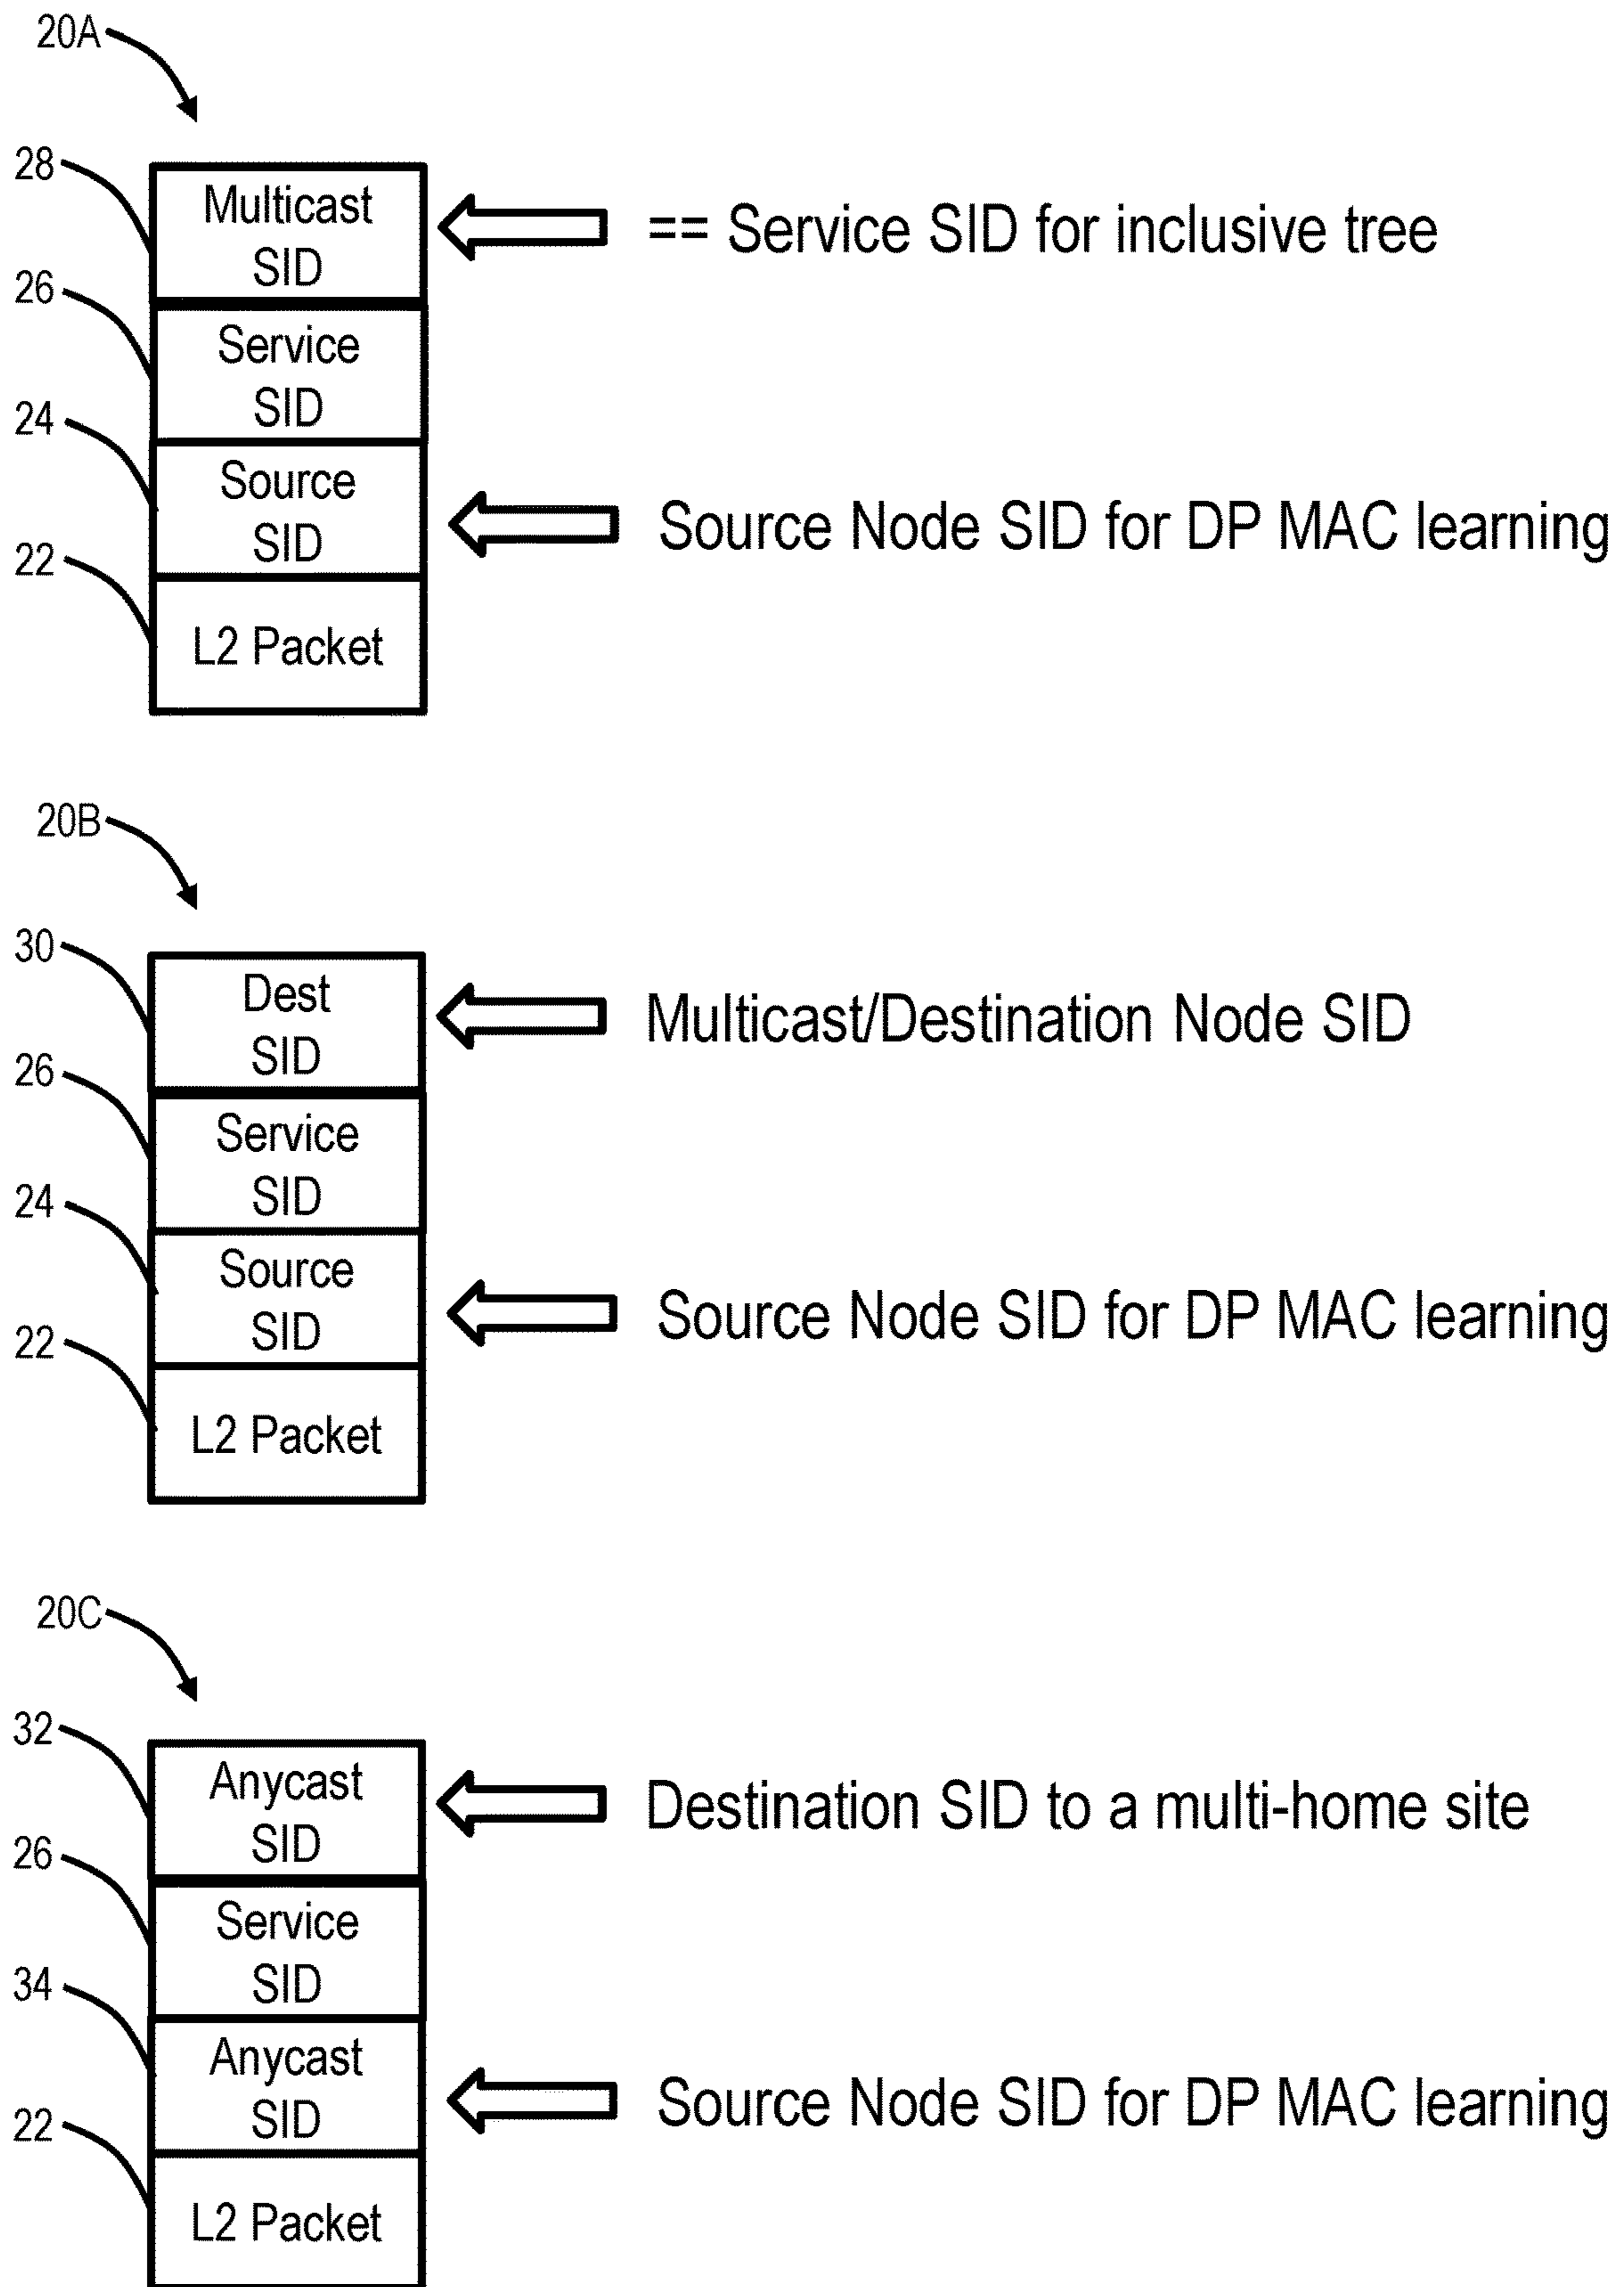 20A
28
Multicast
SID
== Service SID for inclusive tree
26
Service
SID
24
Source
SID
Source Node SID for DP MAC learning
22
L2 Packet
20B
30
Dest
SID
Multicast/Destination Node SID
26
Service
SID
24
Source
SID
Source Node SID for DP MAC learning
22
L2 Packet
20C
32
Anycast
SID
Destination SID to a multi-home site
26
Service
SID
34
Anycast
SID
Source Node SID for DP MAC learning
22
L2 Packet